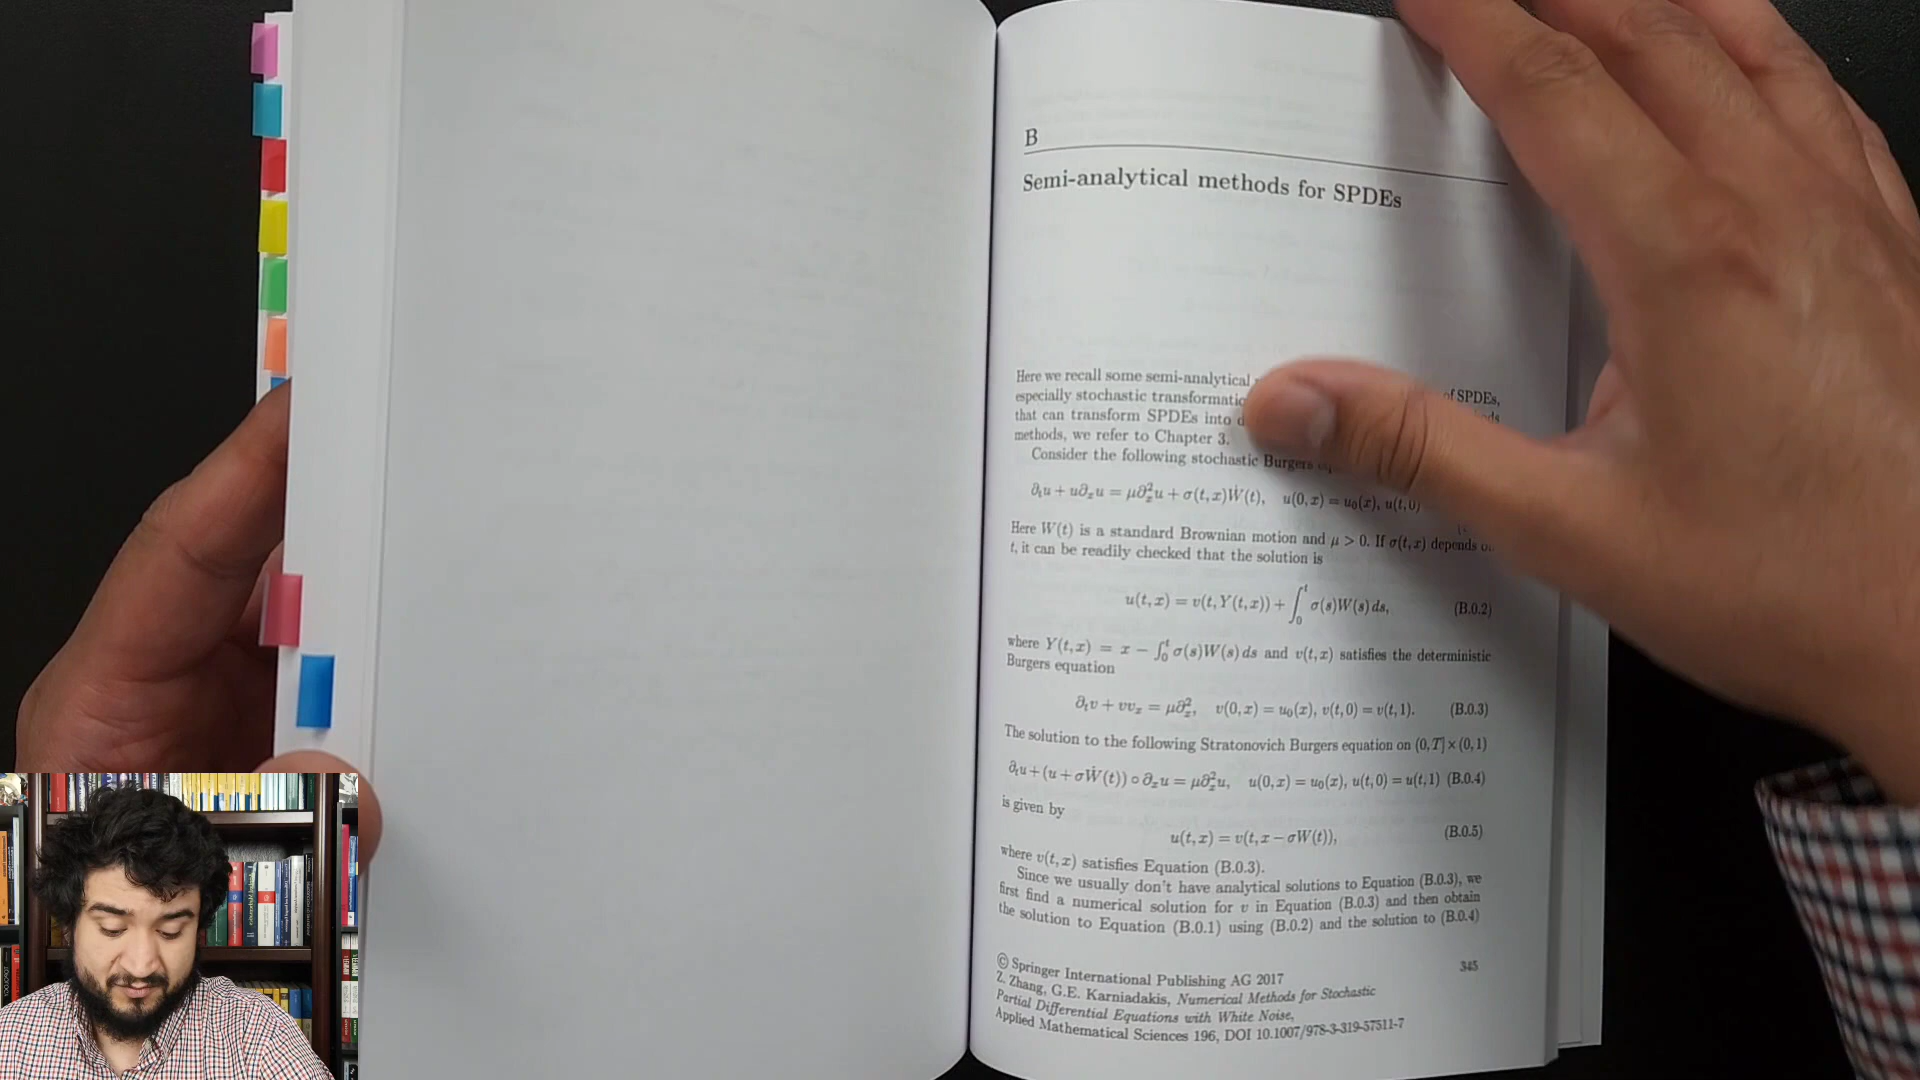 B
Semi-analytical methods for SPDEs
Here we recall some semi-analytical of SPDEs,
especially stochastic
that can transform SPDEs into
methods, we refer to Chapter 3.
Consider the following stochastic Burgers
∂ₜu + u∂ₓu = μ∂ₓ²u + σ(t,x)Ẇ(t), u(0,x) = u₀(x), u(t,0)
Here W(t) is a standard Brownian motion and μ > 0. If σ(t,x) depends
t, it can be readily checked that the solution is
u(t,x) = v(t,Y(t,x)) + ∫₀ᵗ σ(s)W(s) ds, (B.0.2)
where Y(t,x) = x − ∫₀ᵗ σ(s)W(s) ds and v(t,x) satisfies the deterministic
Burgers equation
∂ₜv + vvₓ = μ∂ₓ², v(0,x) = u₀(x), v(t,0) = v(t,1). (B.0.3)
The solution to the following Stratonovich Burgers equation on (0,T] × (0,1)
∂ₜu + (u + σẆ(t)) ∘ ∂ₓu = μ∂ₓ²u, u(0,x) = u₀(x), u(t,0) = u(t,1) (B.0.4)
is given by
u(t,x) = v(t,x − σW(t)), (B.0.5)
where v(t,x) satisfies Equation (B.0.3).
Since we usually don't have analytical solutions to Equation (B.0.3), we
first find a numerical solution for v in Equation (B.0.3) and then obtain
the solution to Equation (B.0.1) using (B.0.2) and the solution to (B.0.4)
© Springer International Publishing AG 2017 345
Z. Zhang, G.E. Karniadakis, Numerical Methods for Stochastic
Partial Differential Equations with White Noise,
Applied Mathematical Sciences 196, DOI 10.1007/978-3-319-57511-7